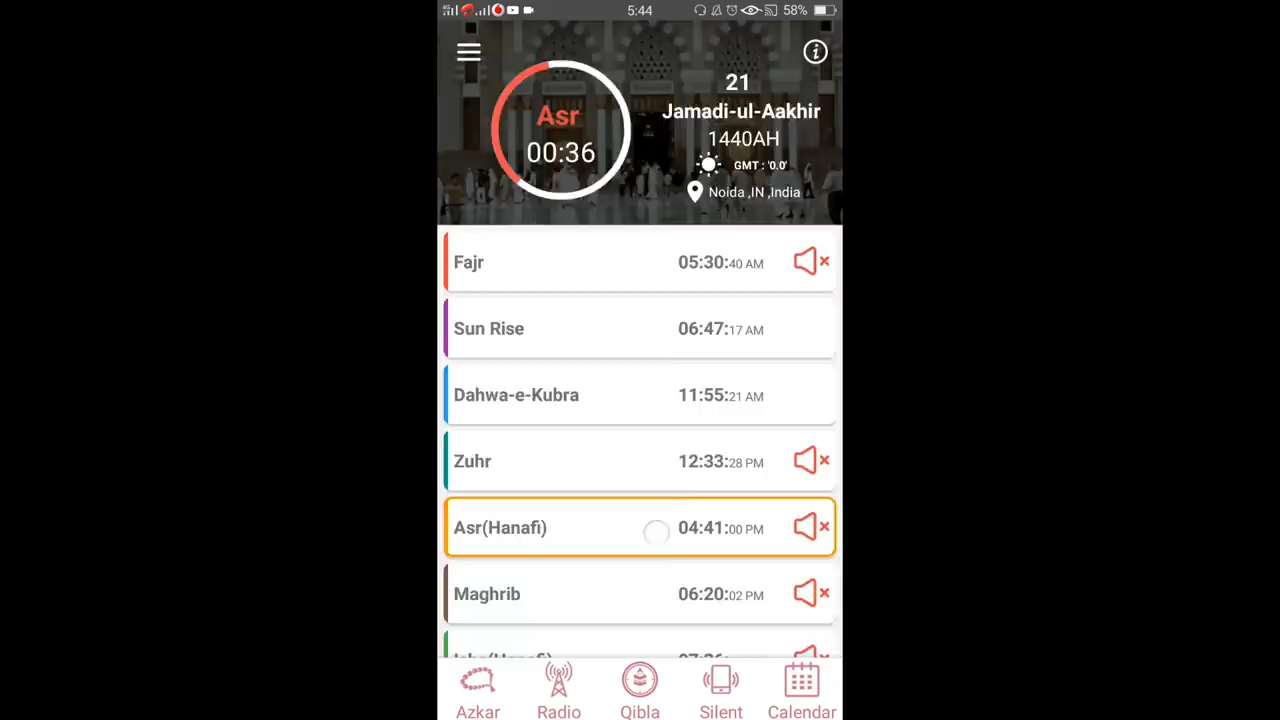 5:44
58%
Asr
00:36
21
Jamadi-ul-Aakhir
1440AH
GMT : '0.0'
Noida ,IN ,India
Fajr 05:30:40 AM
Sun Rise 06:47:17 AM
Dahwa-e-Kubra 11:55:21 AM
Zuhr 12:33:28 PM
Asr(Hanafi) 04:41:00 PM
Maghrib 06:20:02 PM
Azkar Radio Qibla Silent Calendar